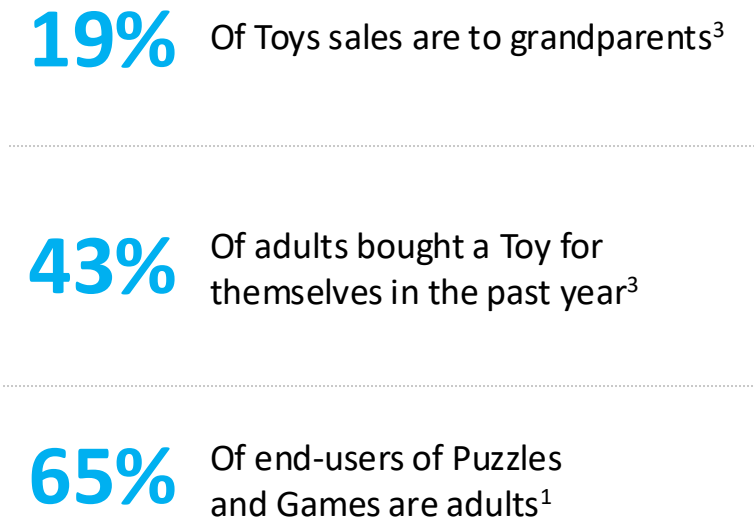 19% Of Toys sales are to grandparents³
43% Of adults bought a Toy for
themselves in the past year³
65% Of end-users of Puzzles
and Games are adults¹